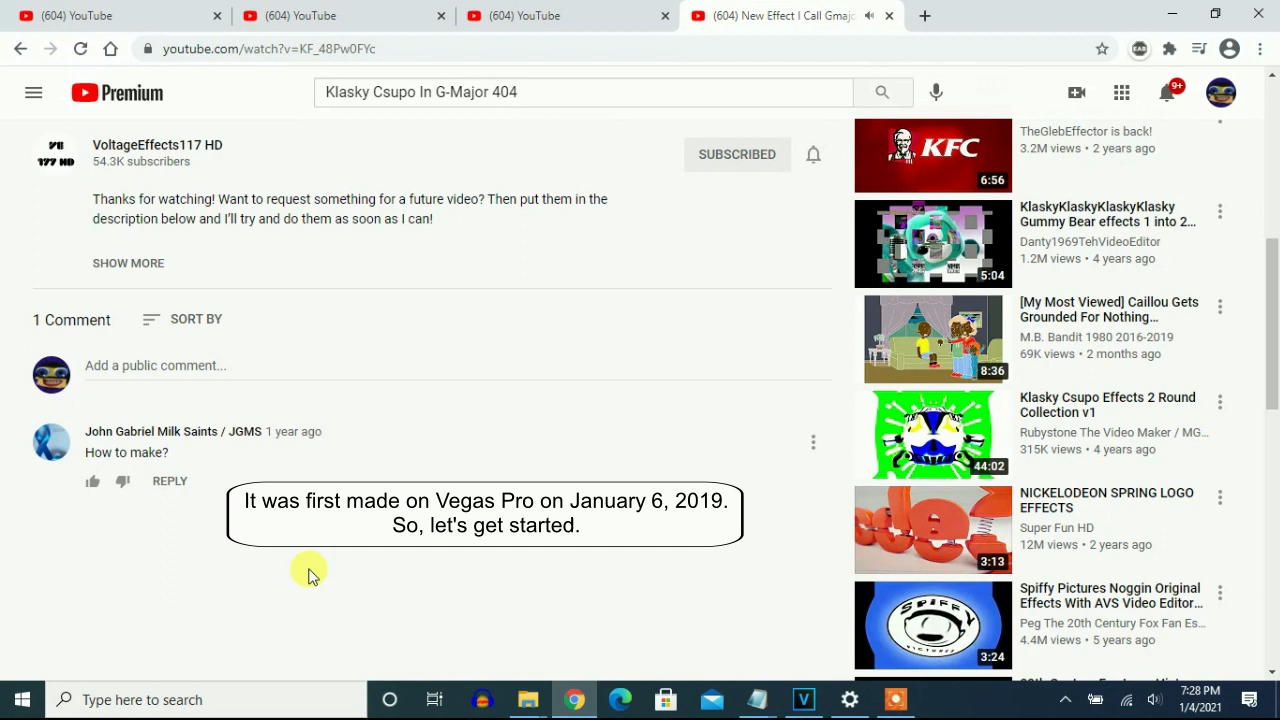 (604) YouTube
(604) YouTube
(604) YouTube
(604) New Effect I Call Gmajo
youtube.com/watch?v=KF_48Pw0FYc
EAB
Premium
Klasky Csupo In G-Major 404
9+
VoltageEffects117 HD
54.3K subscribers
SUBSCRIBED
Thanks for watching! Want to request something for a future video? Then put them in the
description below and I'll try and do them as soon as I can!
SHOW MORE
1 Comment
SORT BY
Add a public comment...
John Gabriel Milk Saints / JGMS 1 year ago
How to make?
REPLY
It was first made on Vegas Pro on January 6, 2019.
So, let's get started.
TheGlebEffector is back!
3.2M views • 2 years ago
KFC
6:56
KlaskyKlaskyKlaskyKlasky
Gummy Bear effects 1 into 2...
Danty1969TehVideoEditor
1.2M views • 4 years ago
5:04
[My Most Viewed] Caillou Gets
Grounded For Nothing...
M.B. Bandit 1980 2016-2019
69K views • 2 months ago
8:36
Klasky Csupo Effects 2 Round
Collection v1
Rubystone The Video Maker / MG...
315K views • 4 years ago
44:02
NICKELODEON SPRING LOGO
EFFECTS
Super Fun HD
12M views • 2 years ago
3:13
Spiffy Pictures Noggin Original
Effects With AVS Video Editor...
Peg The 20th Century Fox Fan Es...
4.4M views • 5 years ago
SPIFFY
PICTURES
3:24
Type here to search
V
7:28 PM
1/4/2021